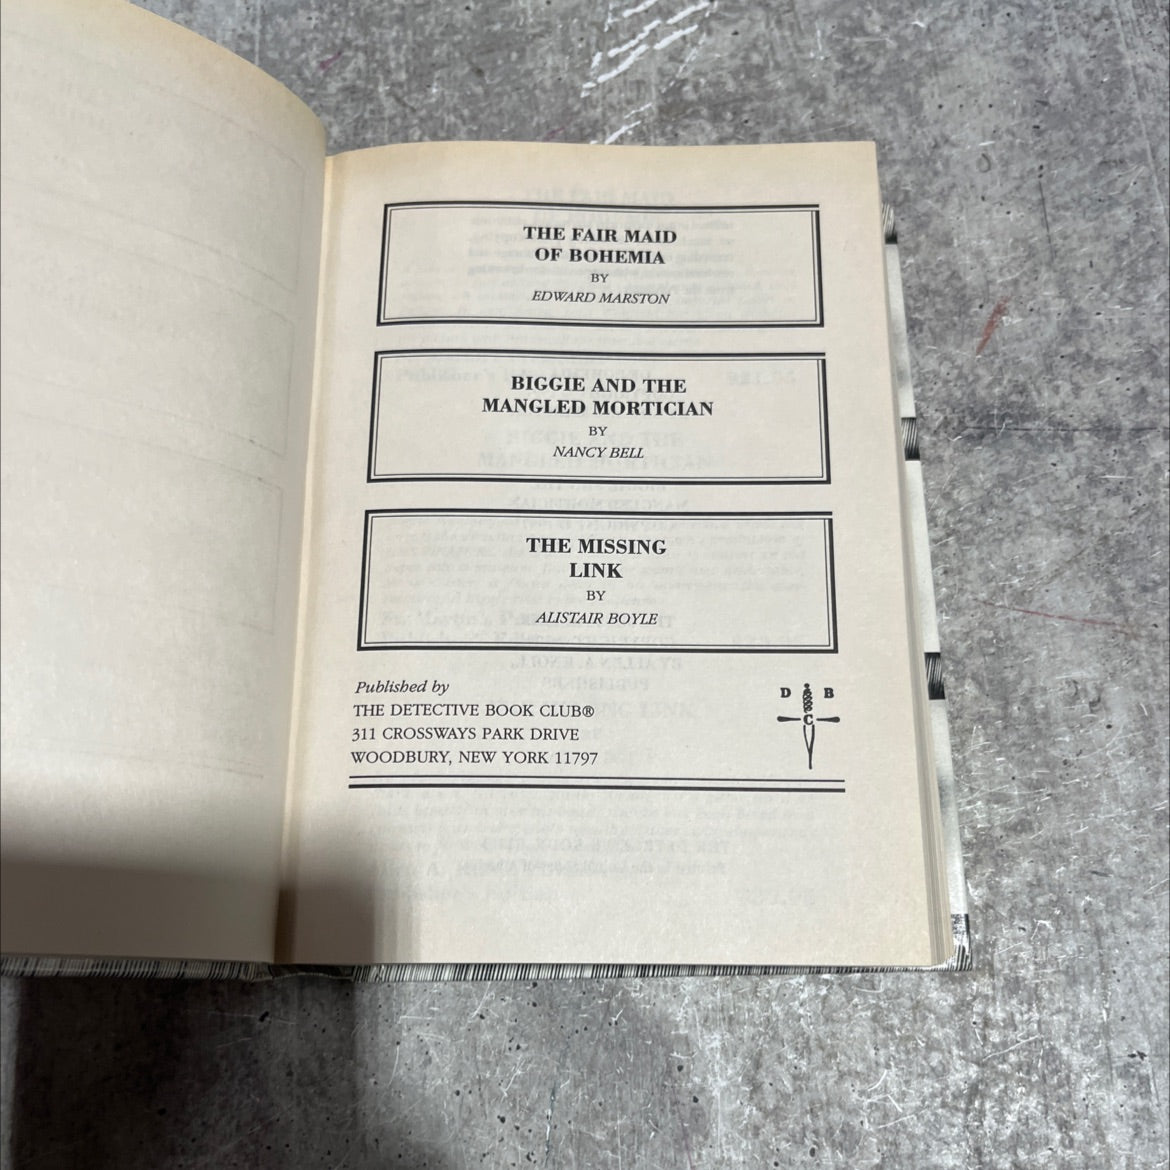 THE FAIR MAID
OF BOHEMIA
BY
EDWARD MARSTON
BIGGIE AND THE
MANGLED MORTICIAN
BY
NANCY BELL
THE MISSING
LINK
BY
ALISTAIR BOYLE
Published by
THE DETECTIVE BOOK CLUB®
311 CROSSWAYS PARK DRIVE
WOODBURY, NEW YORK 11797
D B
C